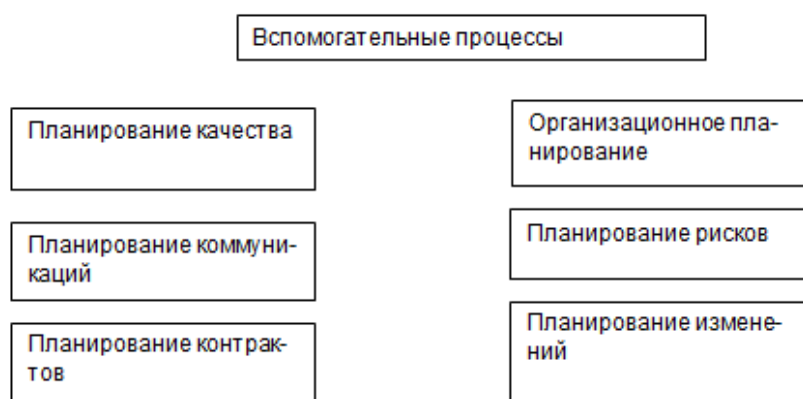 Вспомогательные процессы
Планирование качества
Организационное пла-
нирование
Планирование коммуни-
каций
Планирование рисков
Планирование контрак-
тов
Планирование измене-
ний